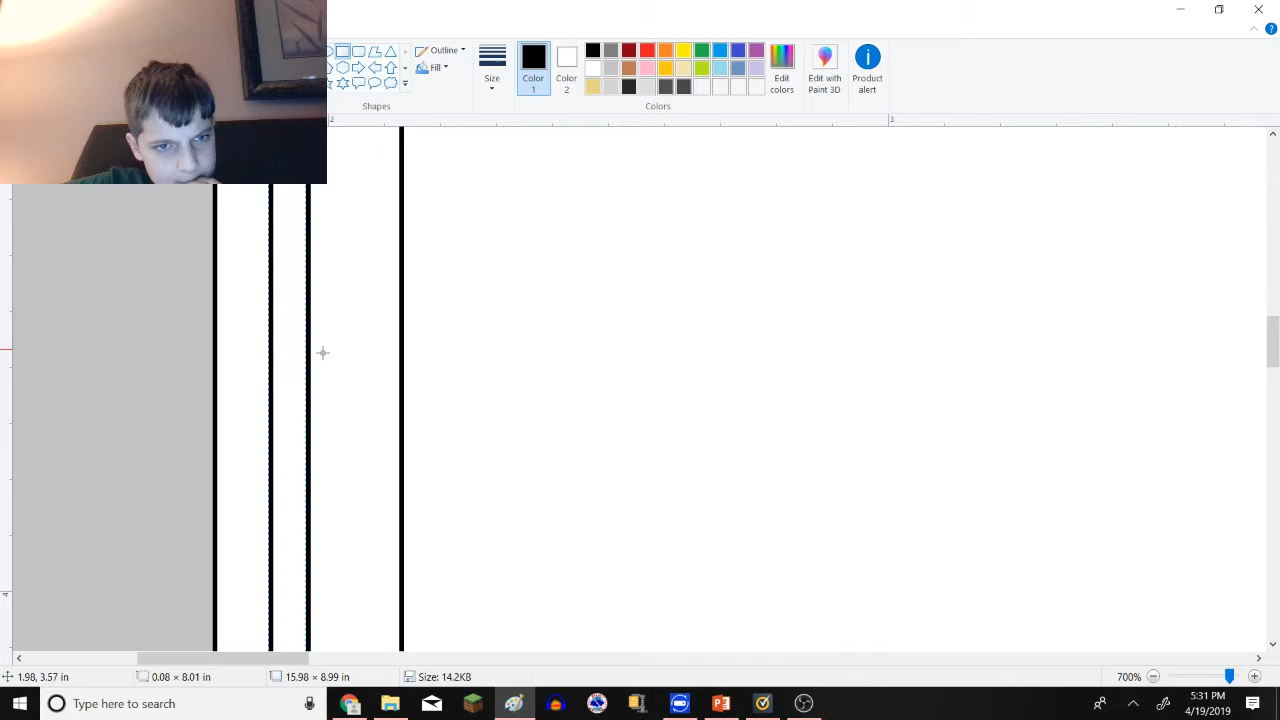 Outline
Fill
Size
Color
1
Color
2
Edit
colors
Edit with
Paint 3D
Product
alert
Shapes
Colors
2
3
1.98, 3.57 in
0.08 × 8.01 in
15.98 × 8.99 in
Size: 14.2KB
700%
Type here to search
5:31 PM
4/19/2019